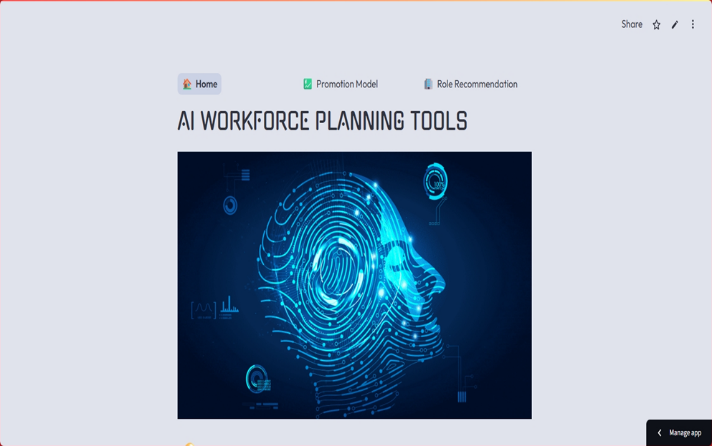 Share
Home
Promotion Model
Role Recommendation
AI WORKFORCE PLANNING TOOLS
Manage app